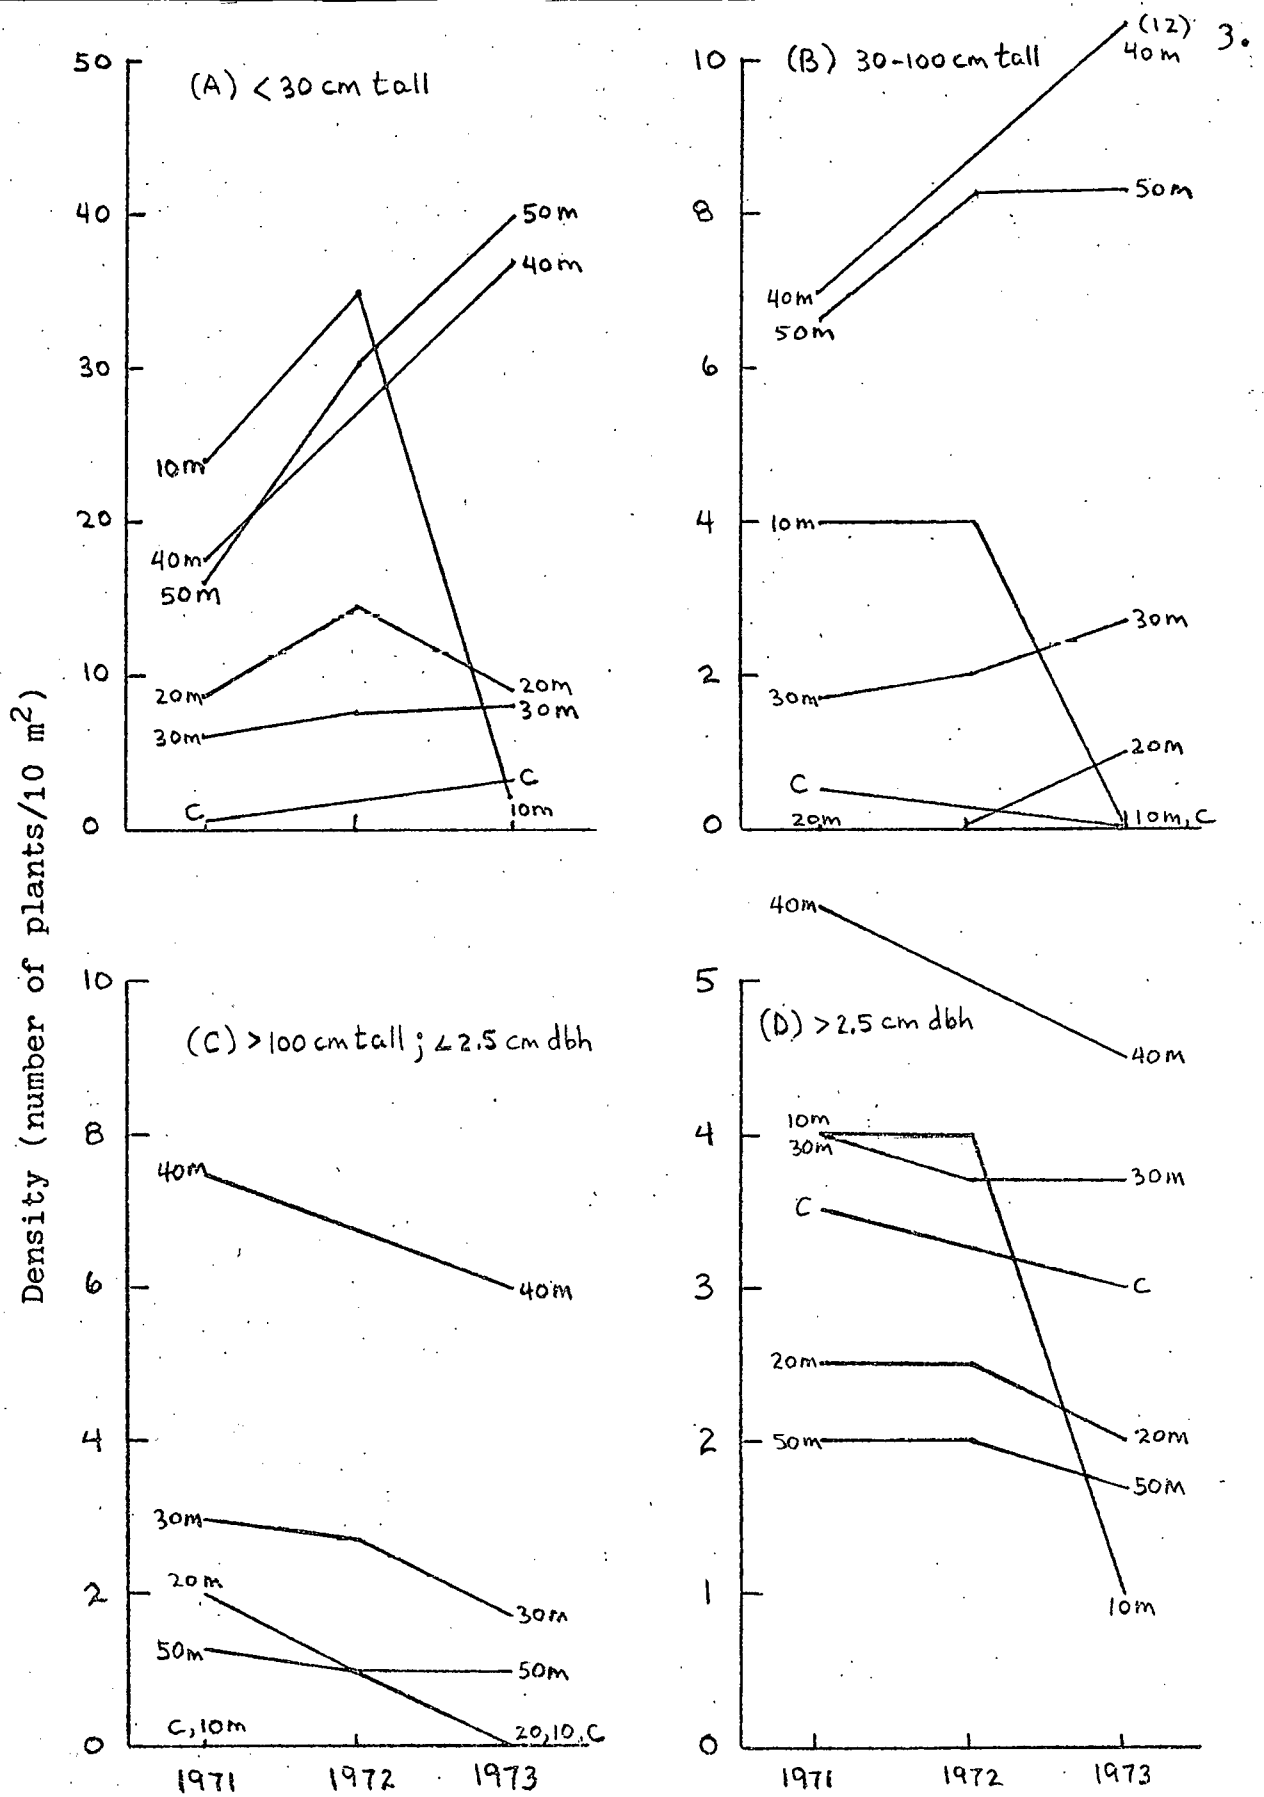 3.
Density (number of plants/10 m²)
(A) < 30 cm tall
50
40
30
20
10
0
10m
40m
50m
20m
30m
C
50m
40m
20m
30m
C
10m
(B) 30-100 cm tall
10
8
6
4
2
0
40m
50m
10m
30m
C
20m
(12)
40m
50m
30m
20m
10m, C
(C) >100 cm tall; <2.5 cm dbh
10
8
6
4
2
0
40m
30m
20m
50m
C, 10m
40m
30m
50m
20, 10, C
1971 1972 1973
(D) >2.5 cm dbh
5
4
3
2
1
0
40m
10m
30m
C
20m
50m
40m
30m
C
20m
50m
10m
1971 1972 1973